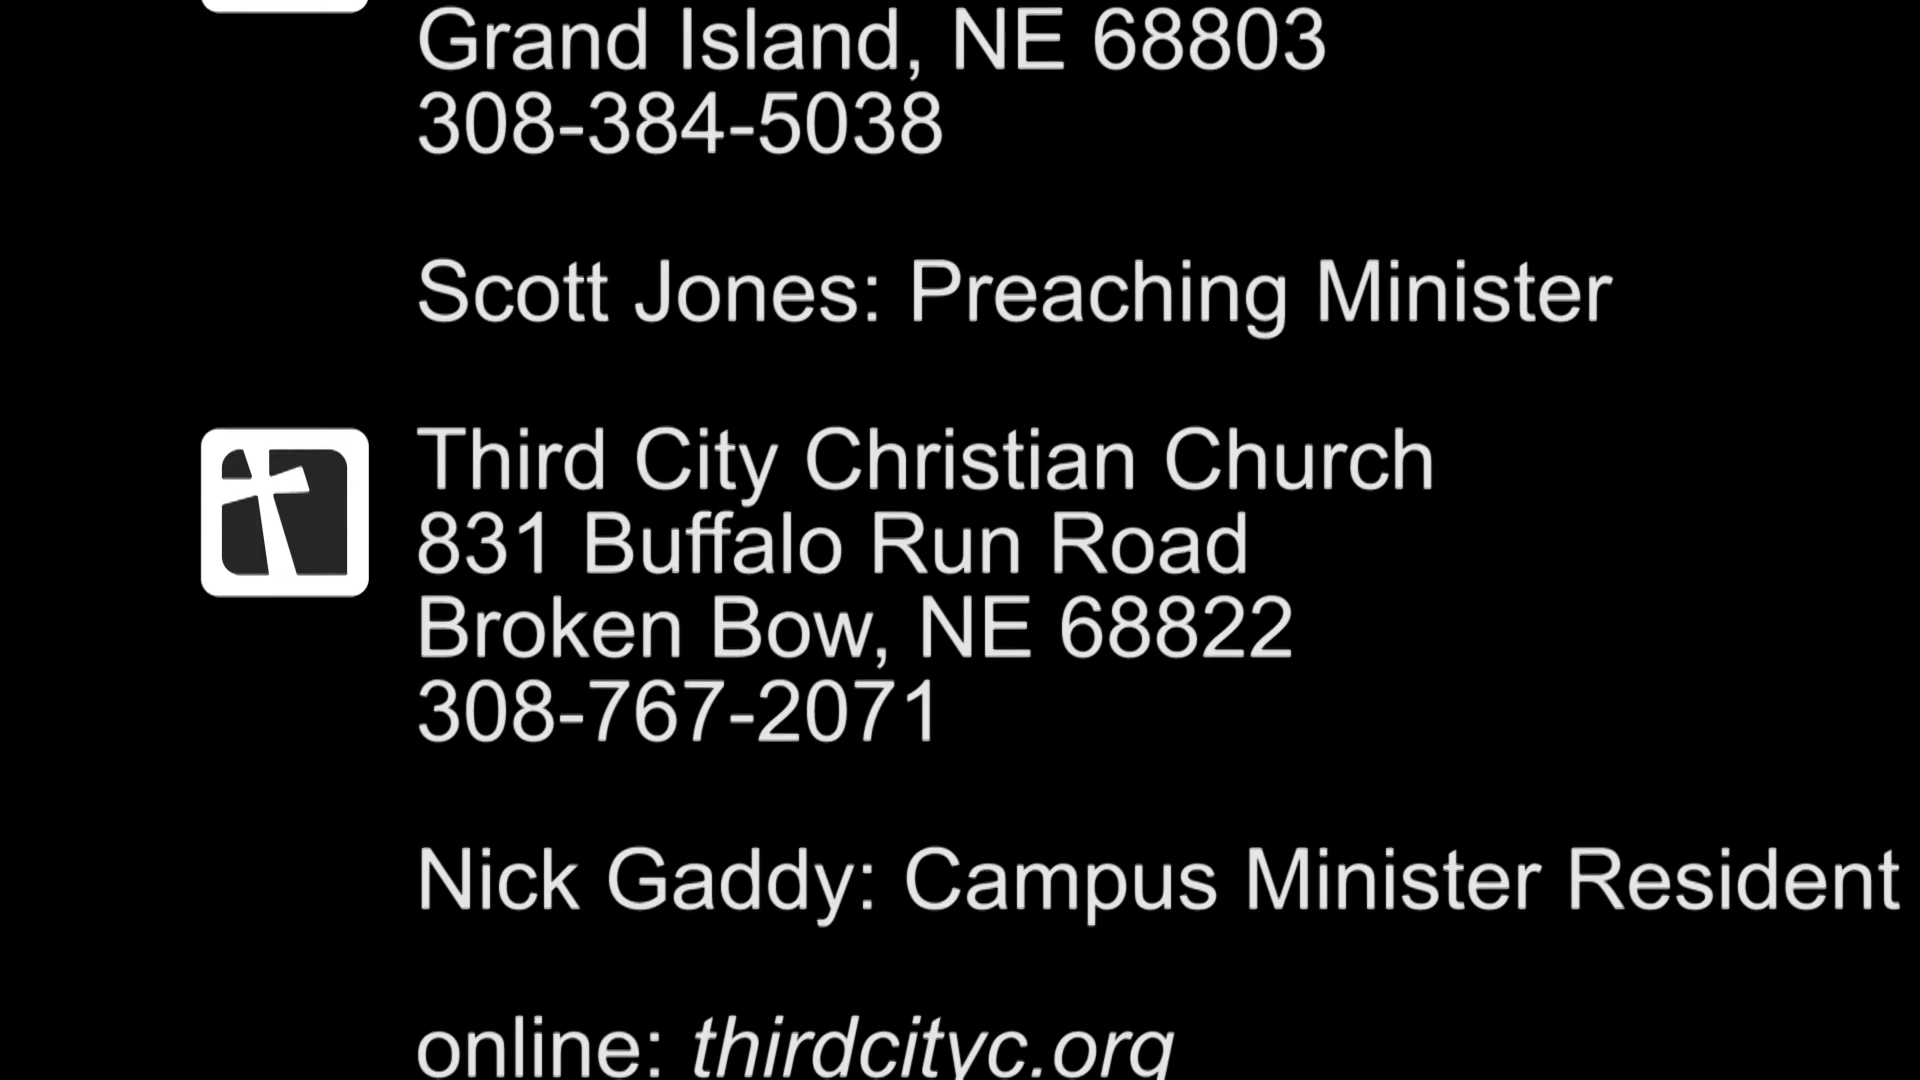 Grand Island, NE 68803
308-384-5038
Scott Jones: Preaching Minister
Third City Christian Church
831 Buffalo Run Road
Broken Bow, NE 68822
308-767-2071
Nick Gaddy: Campus Minister Resident
online: thirdcityc.org